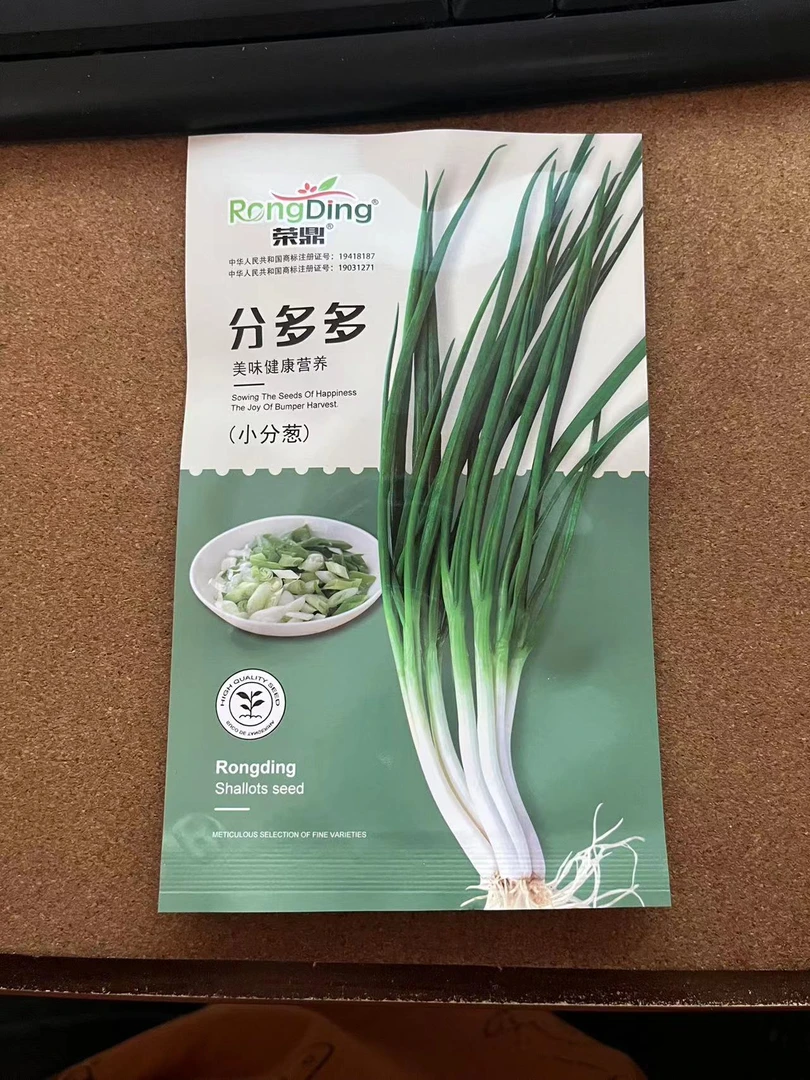 RongDing®
荣鼎®
中华人民共和国商标注册证号：19418187
中华人民共和国商标注册证号：19031271
分多多
美味健康营养
Sowing The Seeds Of Happiness
The Joy Of Bumper Harvest.
(小分葱)
HIGH QUALITY SEED
Rongding
Shallots seed
METICULOUS SELECTION OF FINE VARIETIES